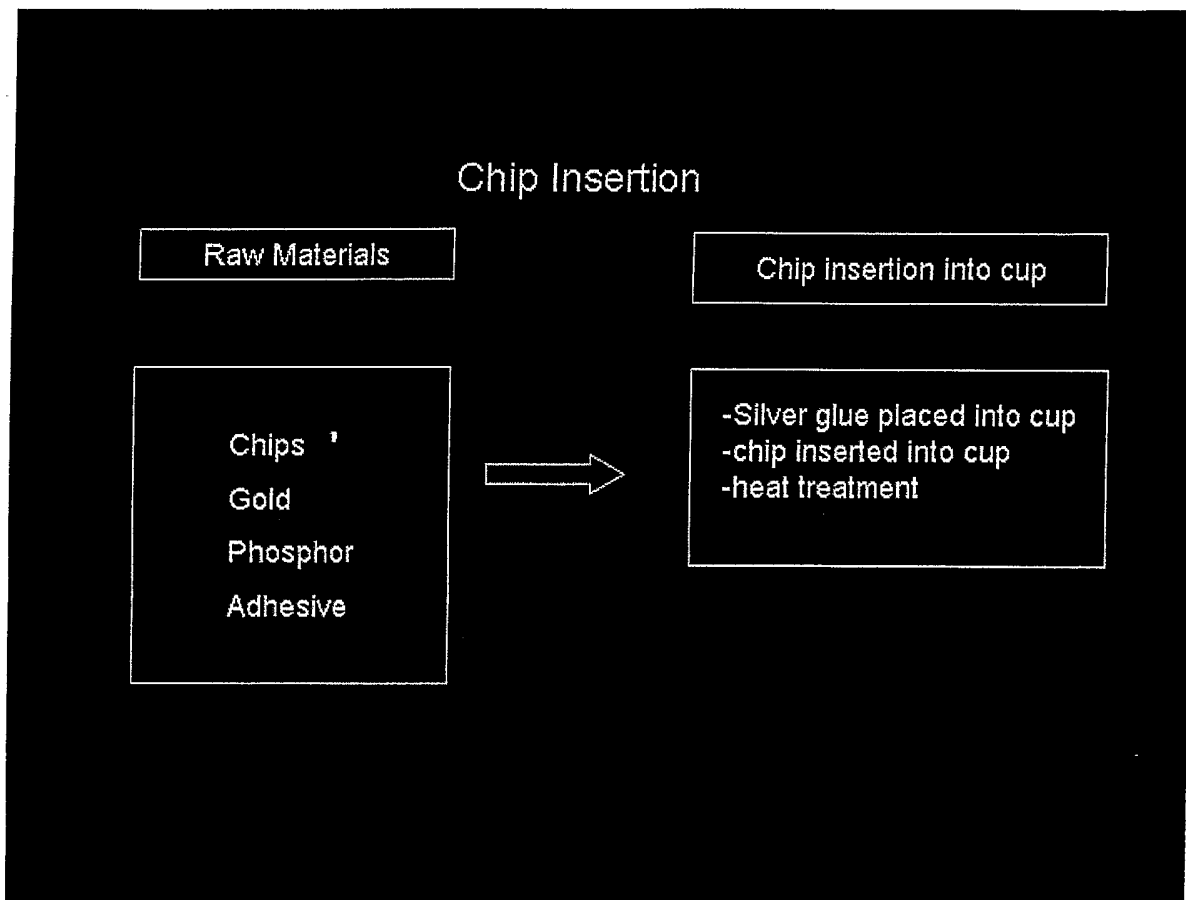 Chip Insertion
Raw Materials
Chips '
Gold
Phosphor
Adhesive
Chip insertion into cup
-Silver glue placed into cup
-chip inserted into cup
-heat treatment